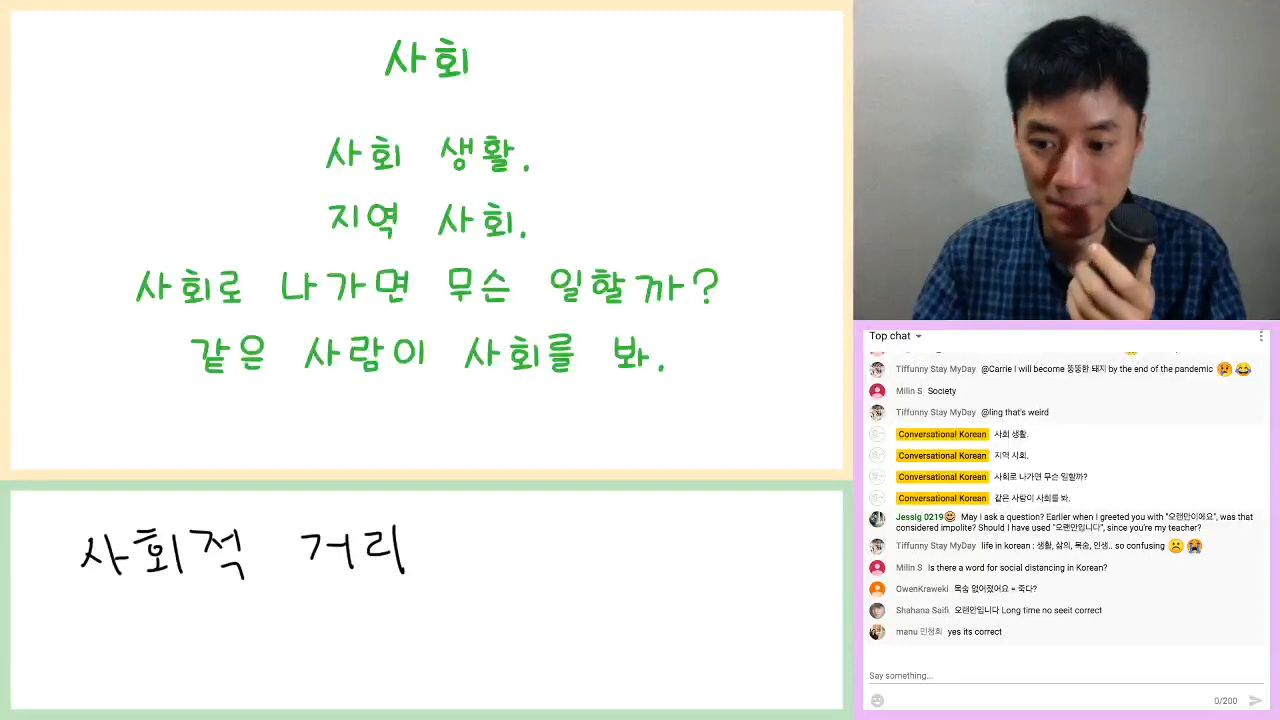 사회
사회 생활.
지역 사회.
사회로 나가면 무슨 일할까?
같은 사람이 사회를 봐.
사회적 거리
Top chat
Tiffunny Stay MyDay @Carrie I will become 뚱뚱한 돼지 by the end of the pandemic 😢😂
Milin S Society
Tiffunny Stay MyDay @ling that's weird
Conversational Korean 사회 생활.
Conversational Korean 지역 사회.
Conversational Korean 사회로 나가면 무슨 일할까?
Conversational Korean 같은 사람이 사회를 봐.
Jessig 0219😊 May I ask a question? Earlier when I greeted you with "오랜만이에요", was that
considered impolite? Should I have used "오랜만입니다", since you're my teacher?
Tiffunny Stay MyDay life in korean : 생활, 삶의, 목숨, 인생.. so confusing ☹️😭
Milin S Is there a word for social distancing in Korean?
OwenKraweki 목숨 없어졌어요 = 죽다?
Shahana Saifi 오랜만입니다 Long time no seeit correct
manu 민정희 yes its correct
Say something...
0/200